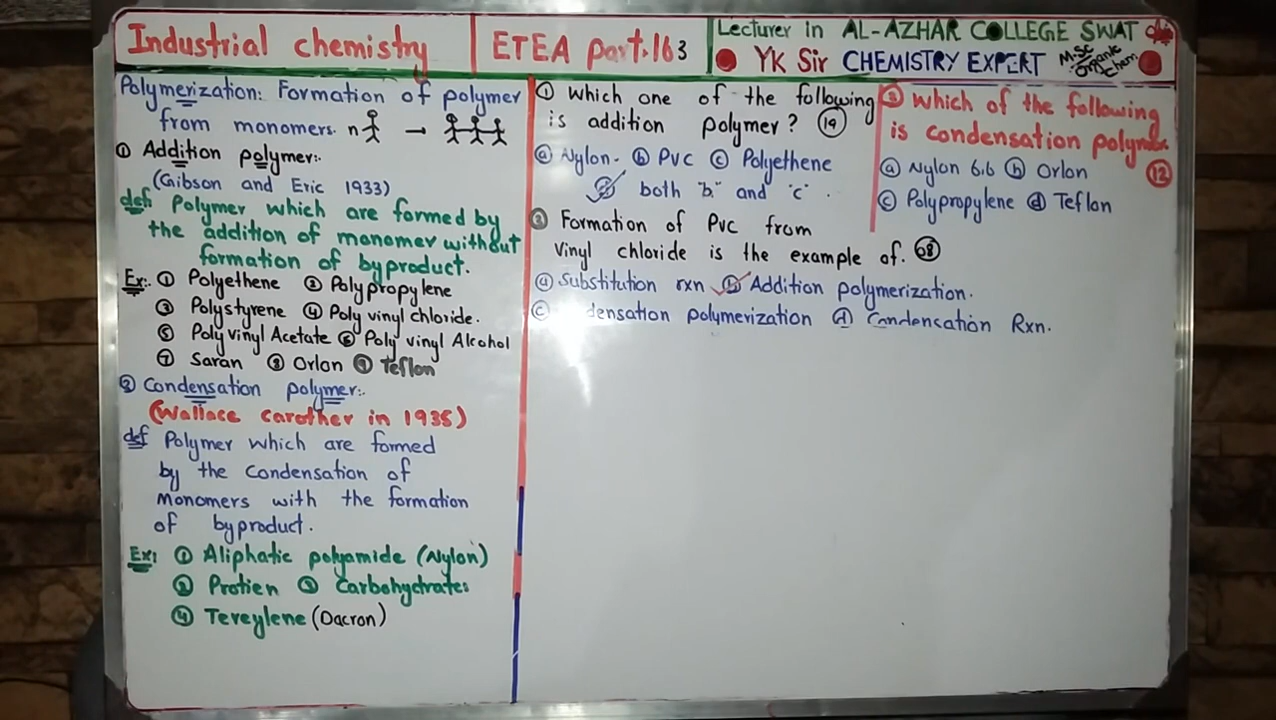 Industrial chemistry
ETEA part.163
Lecturer in AL-AZHAR COLLEGE SWAT
YK Sir CHEMISTRY EXPERT
M.Sc Organic Chem
Polymerization: Formation of polymer
from monomers. n →
① Addition polymer:-
(Gibson and Eric 1933)
def: Polymer which are formed by
the addition of monomer without
formation of byproduct.
Ex:- ① Polyethene ② Polypropylene
③ Polystyrene ④ Poly vinyl chloride.
⑤ Polyvinyl Acetate ⑥ Poly vinyl Alcohol
⑦ Saran ⑧ Orlon ⑨ Teflon
② Condensation polymer:-
(Wallace carother in 1935)
def Polymer which are formed
by the condensation of
monomers with the formation
of byproduct.
Ex: ① Aliphatic polyamide (Nylon)
② Protien ③ Carbohydrates
④ Tereylene (Dacron)
① Which one of the following
is addition polymer? (19)
ⓐ Nylon- ⓑ PVC ⓒ Polyethene
both "b" and "c".
② Formation of PVC from
vinyl chloride is the example of. (08)
ⓐ Substitution rxn ⓑ Addition polymerization.
ⓒ densation polymerization ⓓ Condencation Rxn.
③ Which of the following
is condensation
(12)
ⓐ Nylon 6,6 ⓑ Orlon
ⓒ Polypropylene ⓓ Teflon